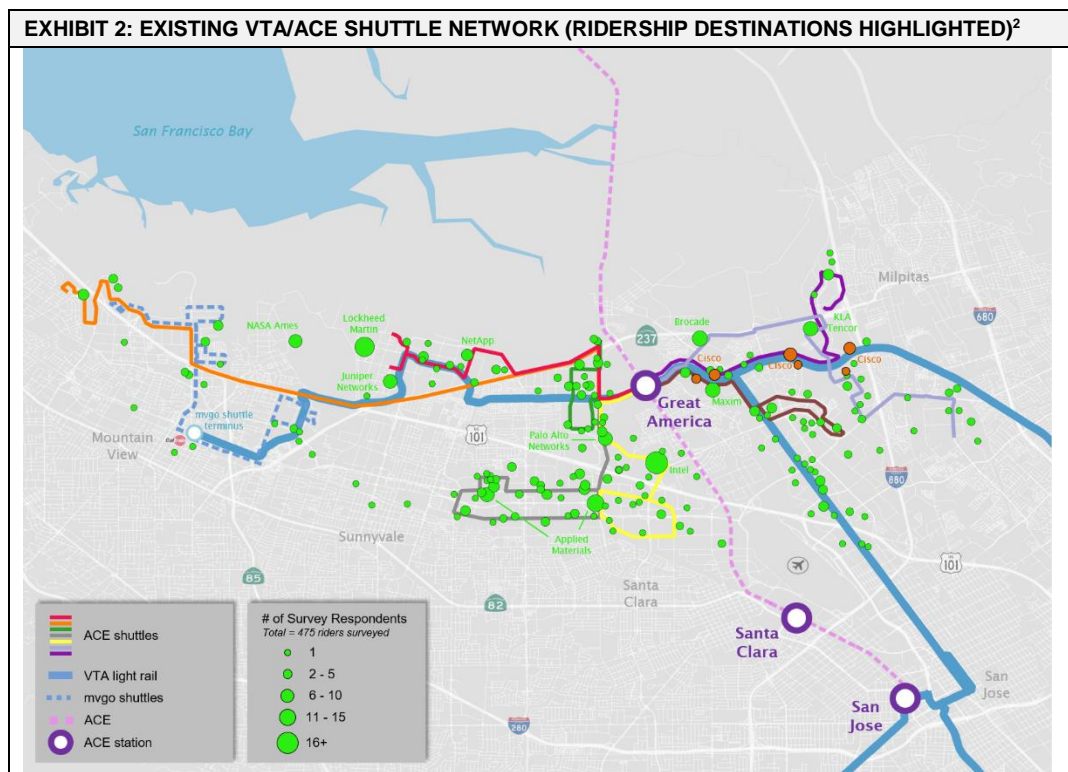 EXHIBIT 2: EXISTING VTA/ACE SHUTTLE NETWORK (RIDERSHIP DESTINATIONS HIGHLIGHTED)2
San Francisco Bay
Milpitas
NASA Ames
Lockheed
Martin
NetApp
237
Brocade
KLA
Tencor
680
Cisco
Cisco
Cisco
Juniper
Networks
mvgo shuttle
terminus
Great
America
Maxim
Mountain
View
101
Palo Alto
Networks
Intel
880
Sunnyvale
Applied
Materials
101
85
82
Santa
Clara
Santa
Clara
San
Jose
San
Jose
280
ACE shuttles
VTA light rail
mvgo shuttles
ACE
ACE station
# of Survey Respondents
Total = 475 riders surveyed
1
2 - 5
6 - 10
11 - 15
16+